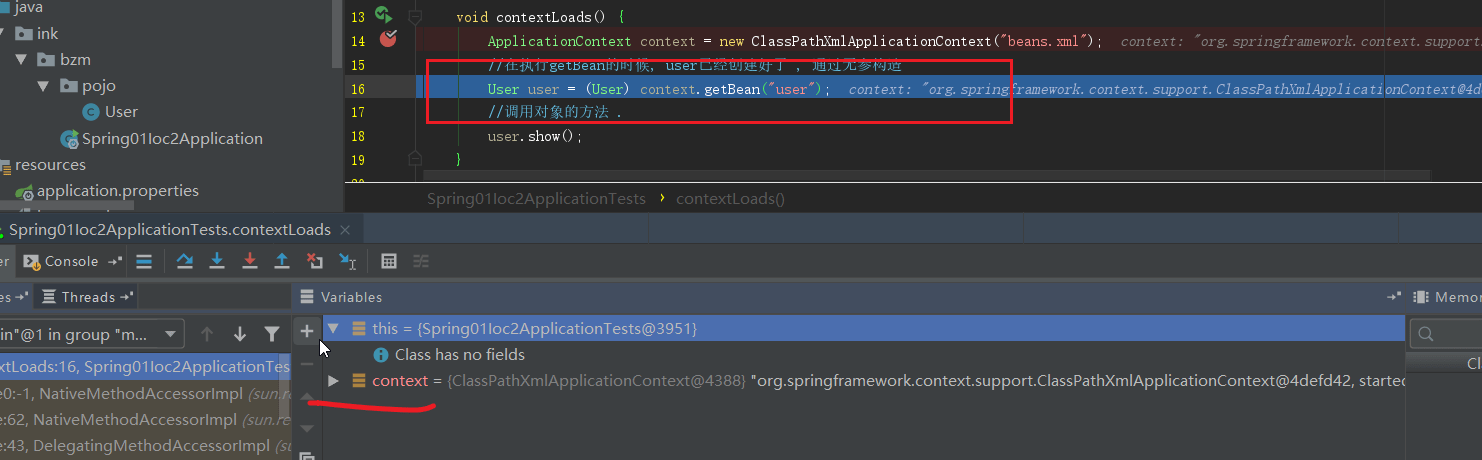 java
ink
bzm
pojo
User
Spring01Ioc2Application
resources
application.properties
13 void contextLoads() {
14 ApplicationContext context = new ClassPathXmlApplicationContext("beans.xml"); context: "org.springframework.context.support.
15 //在执行getBean的时候, user已经创建好了 , 通过无参构造
16 User user = (User) context.getBean("user"); context: "org.springframework.context.support.ClassPathXmlApplicationContext@4d
17 //调用对象的方法 .
18 user.show();
19 }
Spring01Ioc2ApplicationTests › contextLoads()
Spring01Ioc2ApplicationTests.contextLoads ×
er Console
es Threads
Variables
Memor
in"@1 in group "m...
this = {Spring01Ioc2ApplicationTests@3951}
Class has no fields
context = {ClassPathXmlApplicationContext@4388} "org.springframework.context.support.ClassPathXmlApplicationContext@4defd42, started
Cl
xtLoads:16, Spring01Ioc2ApplicationTes
e0:-1, NativeMethodAccessorImpl (sun.re
e:62, NativeMethodAccessorImpl (sun.re
e:43, DelegatingMethodAccessorImpl (su